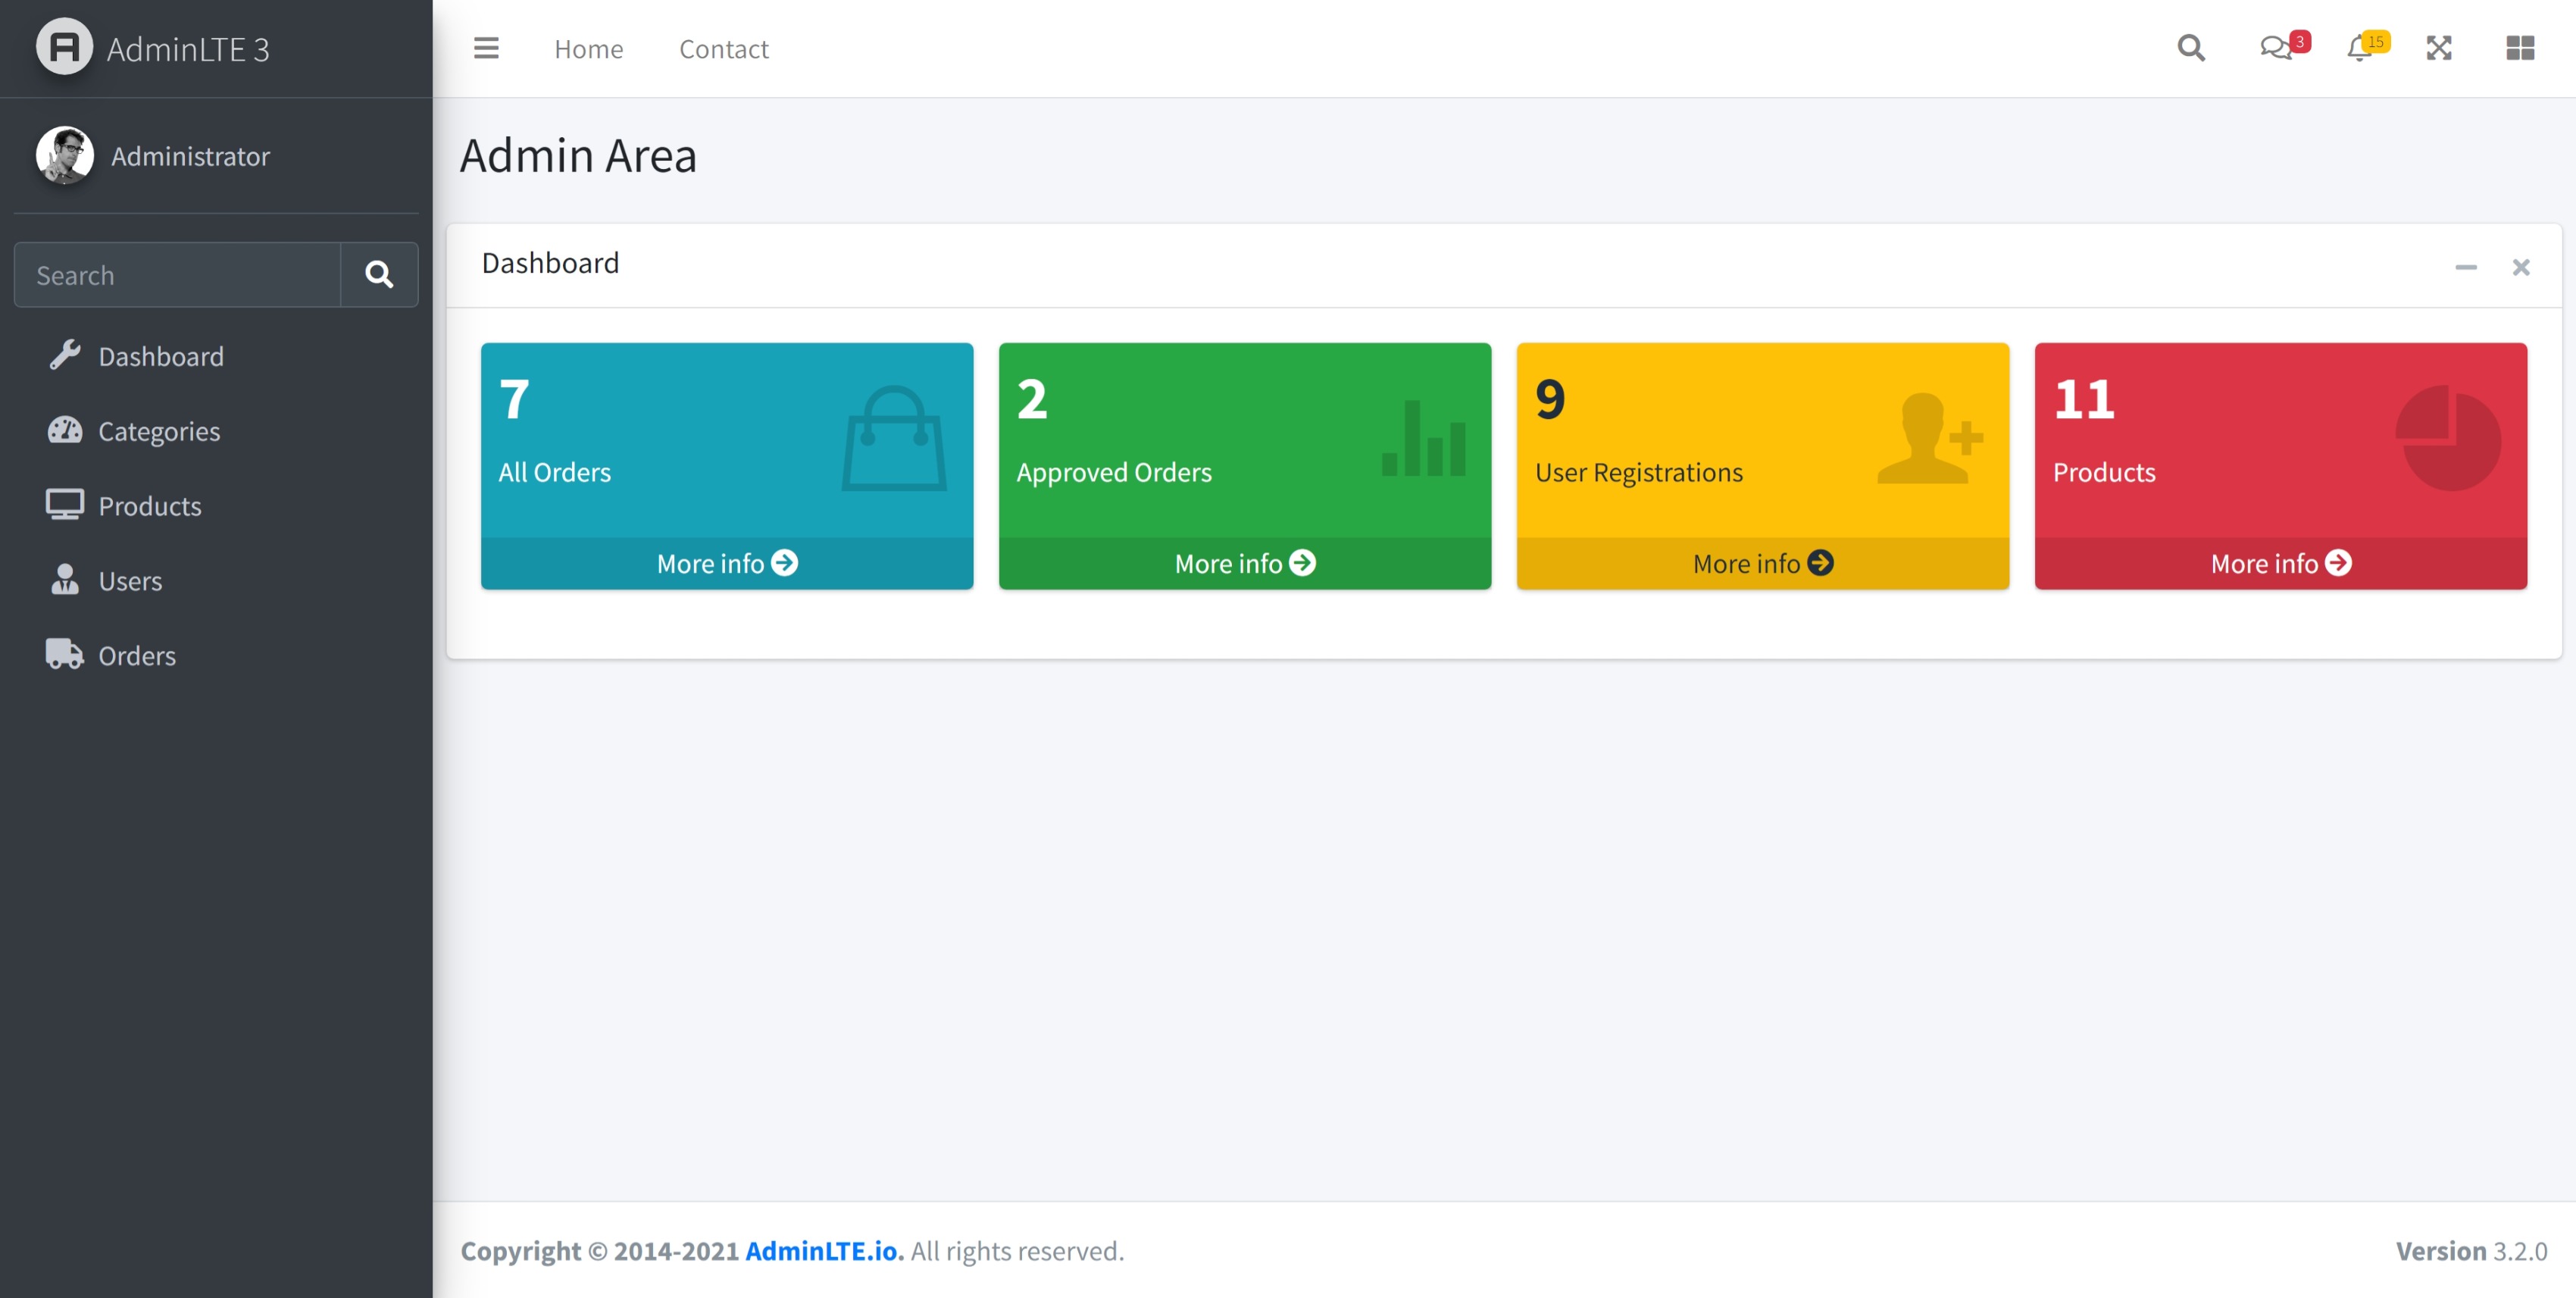 AdminLTE 3
Home
Contact
3
15
Administrator
Admin Area
Search
Dashboard
Categories
Products
Users
Orders
Dashboard
7
All Orders
More info
2
Approved Orders
More info
9
User Registrations
More info
11
Products
More info
Copyright © 2014-2021 AdminLTE.io. All rights reserved.
Version 3.2.0